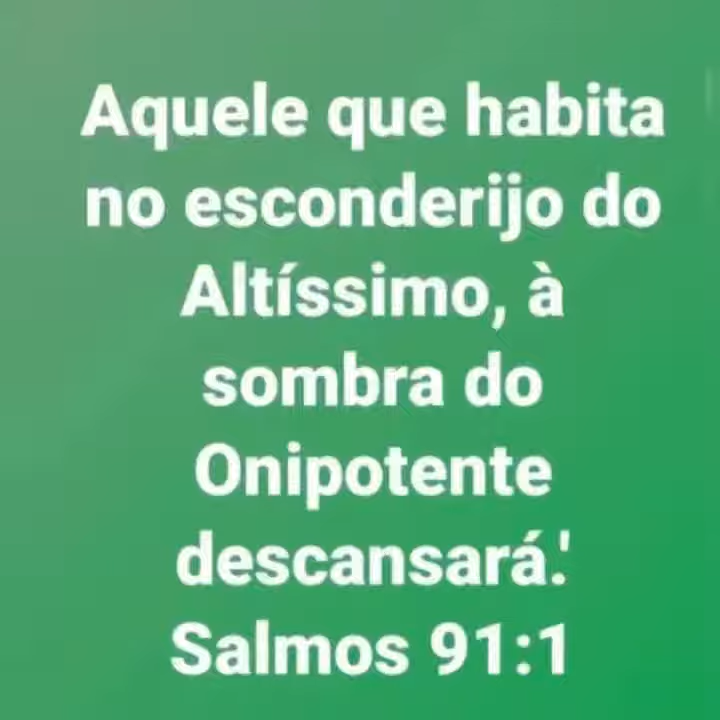 Aquele que habita
no esconderijo do
Altíssimo, à
sombra do
Onipotente
descansará.'
Salmos 91:1